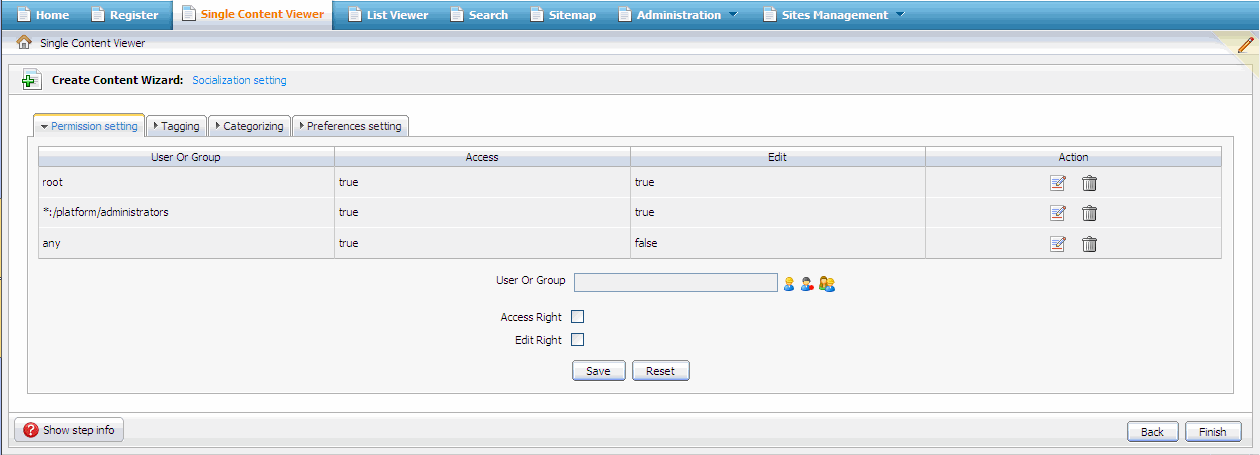 Home Register Single Content Viewer List Viewer Search Sitemap Administration Sites Management
Single Content Viewer
Create Content Wizard: Socialization setting
Permission setting Tagging Categorizing Preferences setting
User Or Group Access Edit Action
root true true
*:/platform/administrators true true
any true false
User Or Group
Access Right
Edit Right
Save Reset
Show step info Back Finish